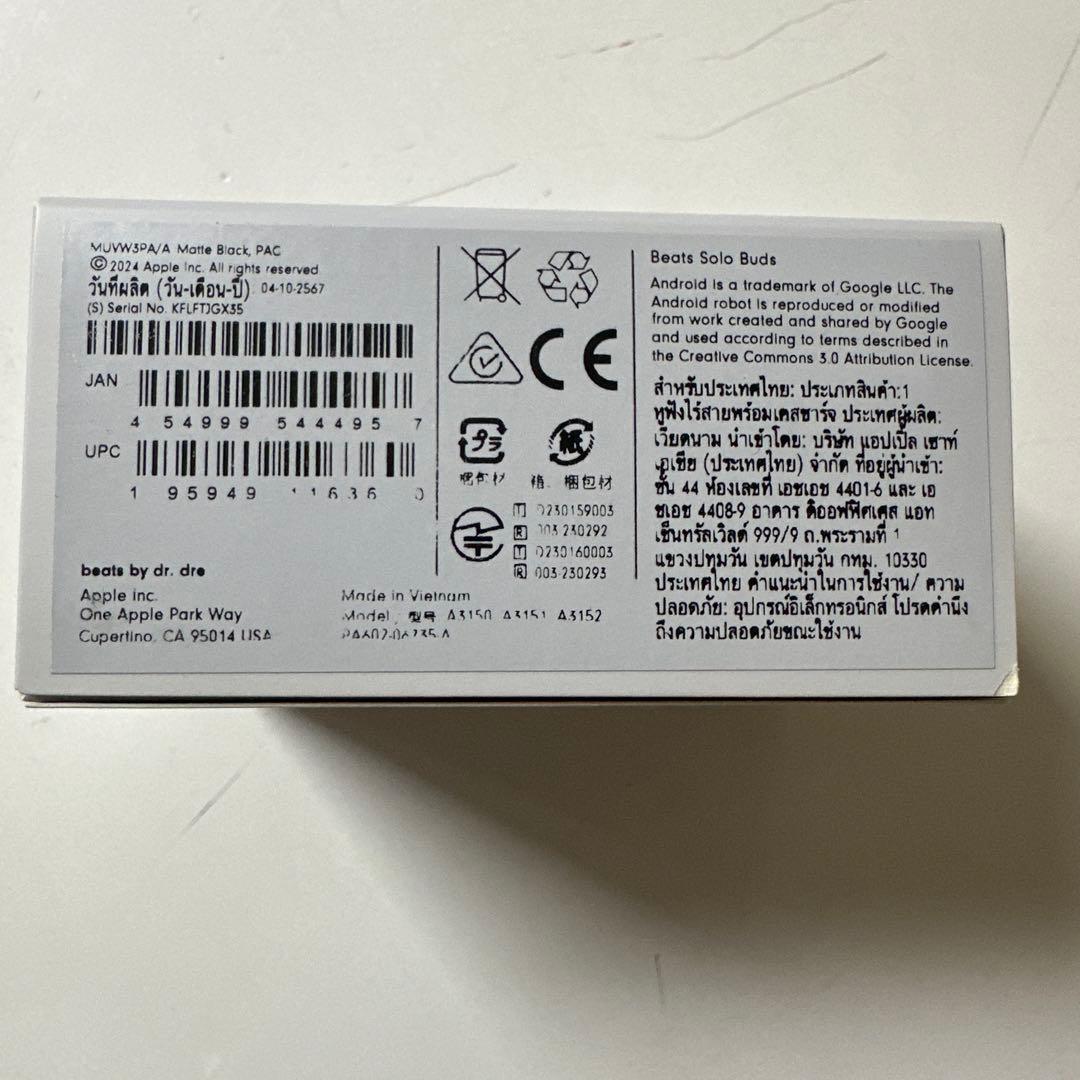 MUVW3PA/A Matte Black, PAC
© 2024 Apple Inc. All rights reserved.
วันที่ผลิต (วัน-เดือน-ปี): 04-10-2567
(S) Serial No. KFLFTJGX35
JAN
4 54999 544495 7
UPC
1 95949 11636 0
beats by dr. dre
Apple Inc.
One Apple Park Way
Cupertino, CA 95014 USA
Made in Vietnam
Model / 型号 A3150 A3151 A3152
CE
プラ
紙
梱包材
箱、梱包材
T D230159003
R 003-230292
T D230160003
R 003-230293
Beats Solo Buds
Android is a trademark of Google LLC. The
Android robot is reproduced or modified
from work created and shared by Google
and used according to terms described in
the Creative Commons 3.0 Attribution License.
สำหรับประเทศไทย: ประเภทสินค้า:1
หูฟังไร้สายพร้อมเคสชาร์จ ประเทศผู้ผลิต:
เวียดนาม นำเข้าโดย: บริษัท แอปเปิ้ล เซาท์
เอเชีย (ประเทศไทย) จำกัด ที่อยู่ผู้นำเข้า:
ชั้น 44 ห้องเลขที่ เอชเอช 4401-6 และ เอ
ชเอช 4408-9 อาคาร ดิออฟฟิศเศส แอท
เซ็นทรัลเวิลด์ 999/9 ถ.พระรามที่ 1
แขวงปทุมวัน เขตปทุมวัน กทม. 10330
ประเทศไทย คำแนะนำในการใช้งาน/ ความ
ปลอดภัย: อุปกรณ์อิเล็กทรอนิกส์ โปรดคำนึง
ถึงความปลอดภัยขณะใช้งาน